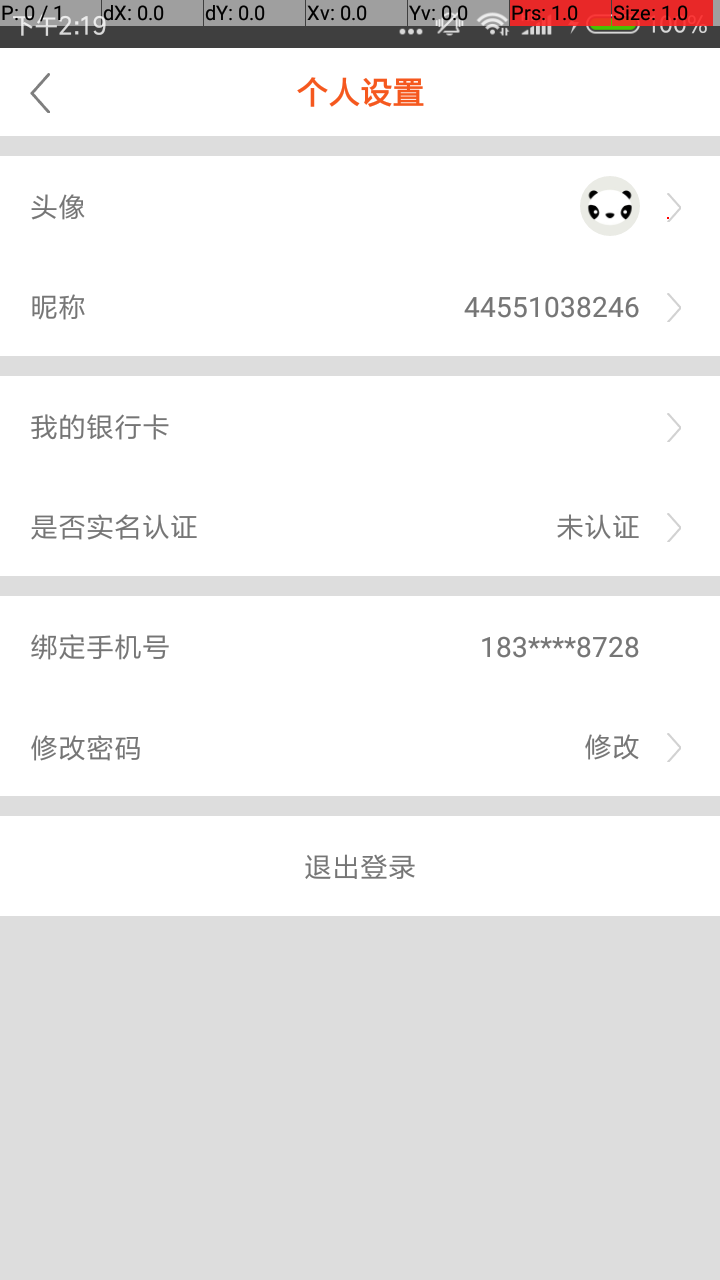 P: 0 / 1 dX: 0.0 dY: 0.0 Xv: 0.0 Yv: 0.0 Prs: 1.0 Size: 1.0
下午2:19 100%
个人设置
头像
昵称 44551038246
我的银行卡
是否实名认证 未认证
绑定手机号 183****8728
修改密码 修改
退出登录